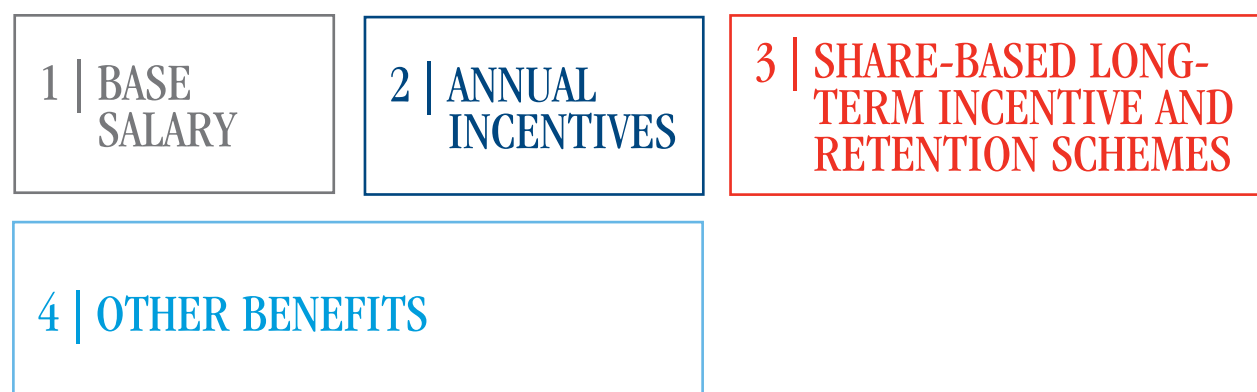 1 | BASE
SALARY
2 | ANNUAL
INCENTIVES
3 | SHARE-BASED LONG-
TERM INCENTIVE AND
RETENTION SCHEMES
4 | OTHER BENEFITS